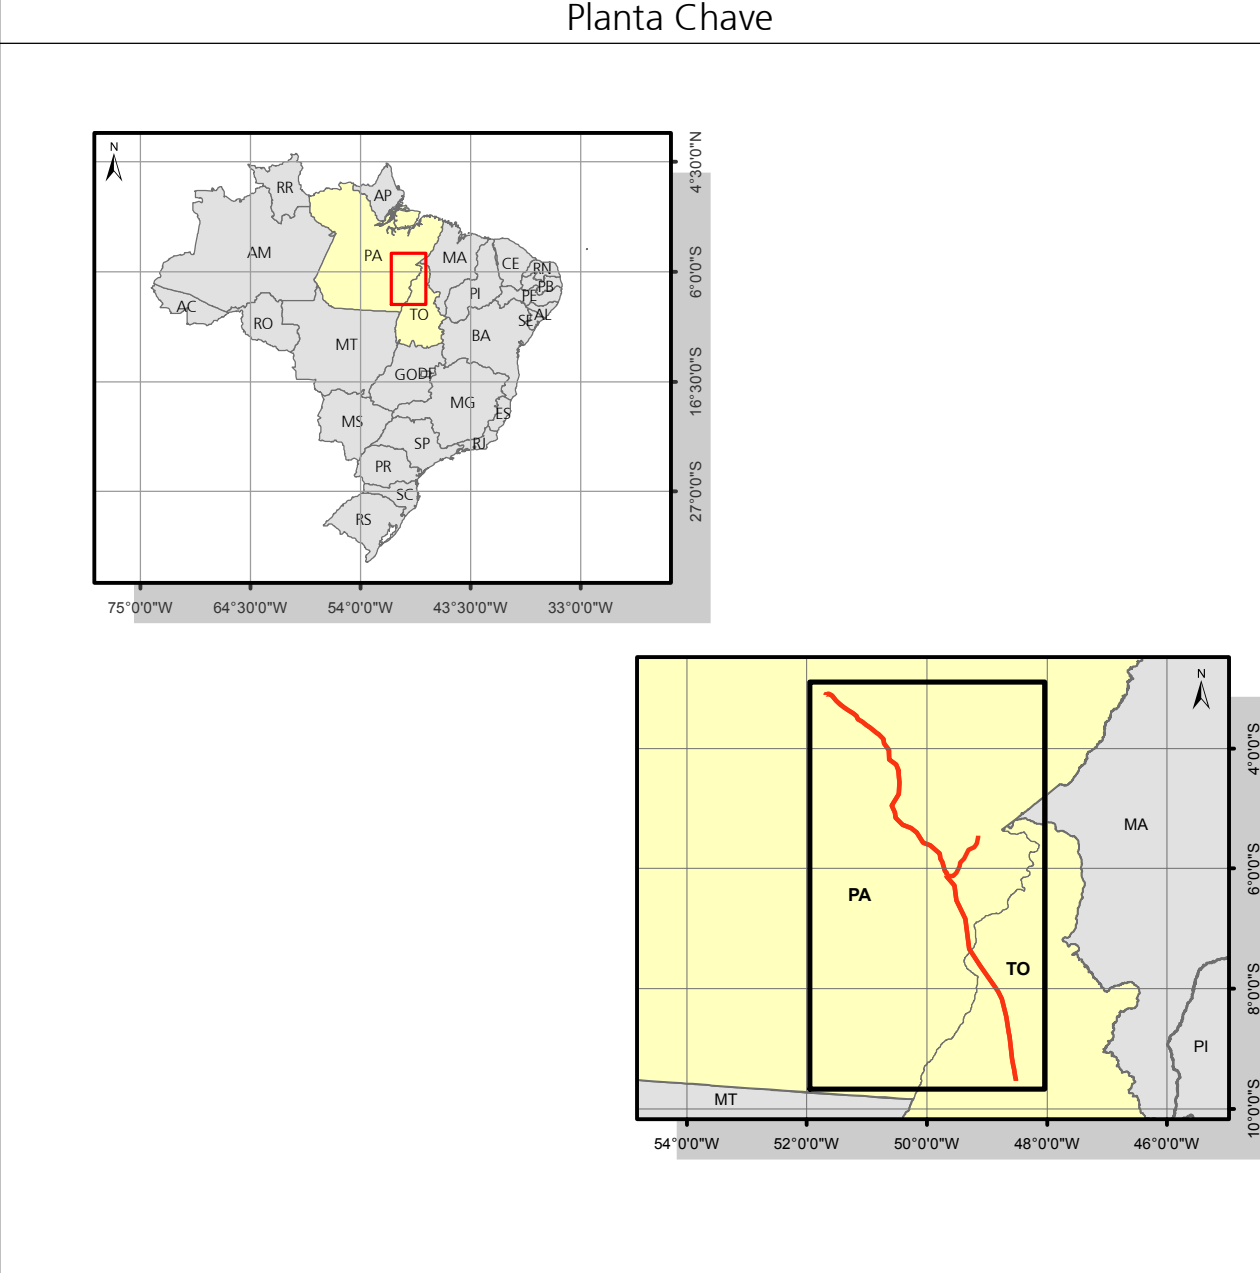 Planta Chave
N
4°30'0"N
RR
AP
AM
PA
MA
CE
RN
6°0'0"S
PB
PI
PE
AC
TO
AL
SE
RO
BA
MT
GO
DF
16°30'0"S
MG
ES
MS
SP
RJ
PR
SC
27°0'0"S
RS
75°0'0"W
64°30'0"W
54°0'0"W
43°30'0"W
33°0'0"W
N
4°0'0"S
MA
6°0'0"S
PA
TO
8°0'0"S
PI
MT
10°0'0"S
54°0'0"W
52°0'0"W
50°0'0"W
48°0'0"W
46°0'0"W